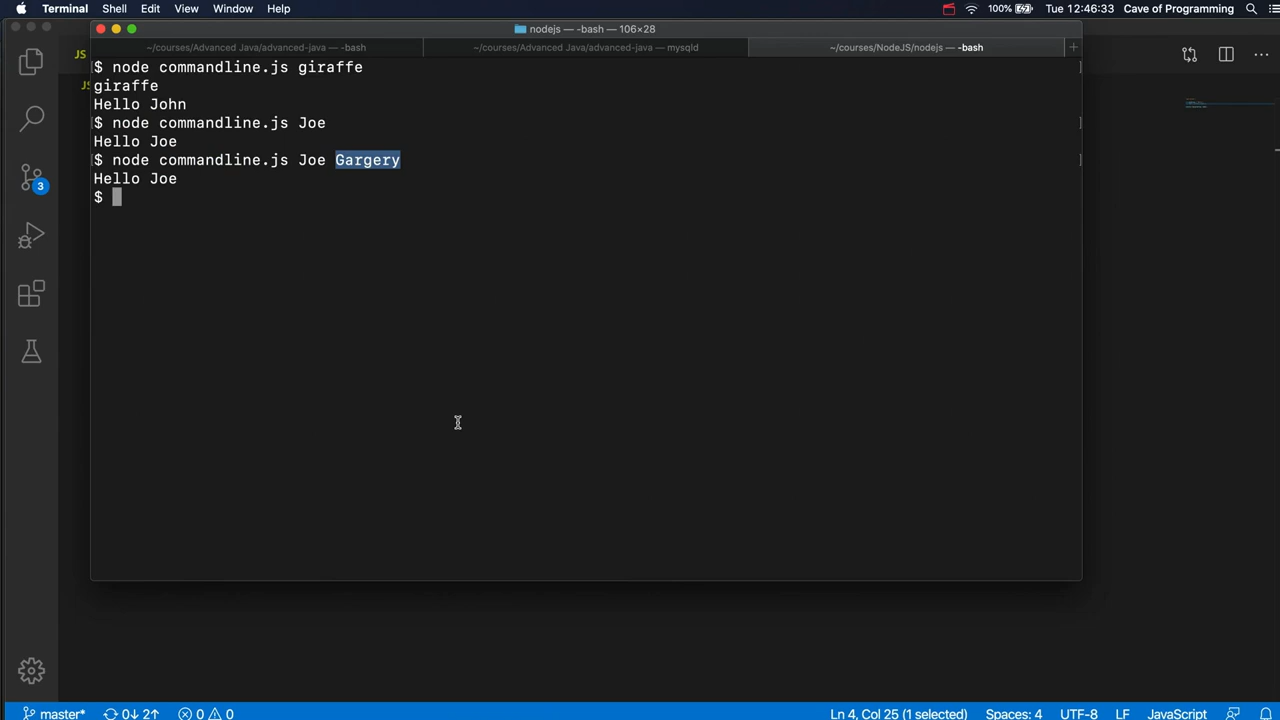 Terminal Shell Edit View Window Help 100% Tue 12:46:33 Cave of Programming
nodejs — -bash — 106×28
~/courses/Advanced Java/advanced-java — -bash ~/courses/Advanced Java/advanced-java — mysqld ~/courses/NodeJS/nodejs — -bash +
JS
$ node commandline.js giraffe
giraffe
Hello John
$ node commandline.js Joe
Hello Joe
$ node commandline.js Joe Gargery
Hello Joe
$
3
master* 0↓ 2↑ 0 0 Ln 4, Col 25 (1 selected) Spaces: 4 UTF-8 LF JavaScript